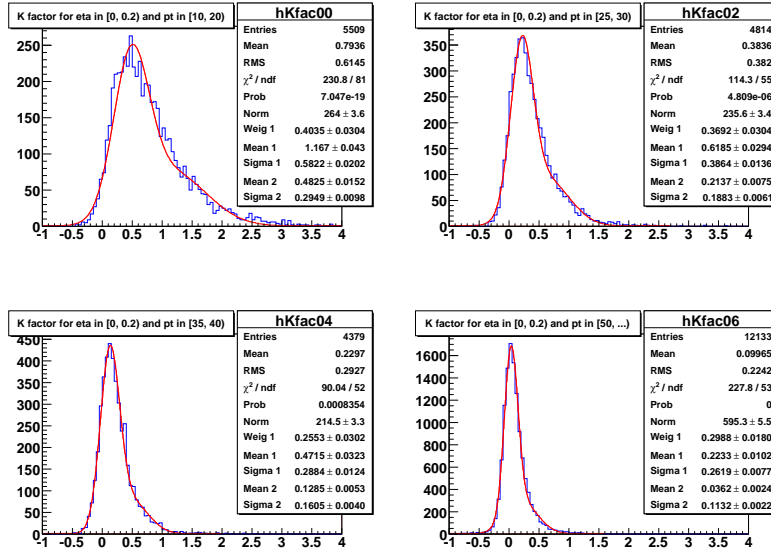 K factor for eta in [0, 0.2) and pt in [10, 20)
hKfac00
Entries 5509
Mean 0.7936
RMS 0.6145
χ² / ndf 230.8 / 81
Prob 7.047e-19
Norm 264 ± 3.6
Weig 1 0.4035 ± 0.0304
Mean 1 1.167 ± 0.043
Sigma 1 0.5822 ± 0.0202
Mean 2 0.4825 ± 0.0152
Sigma 2 0.2949 ± 0.0098
250
200
150
100
50
0
-1 -0.5 0 0.5 1 1.5 2 2.5 3 3.5 4
K factor for eta in [0, 0.2) and pt in [25, 30)
hKfac02
Entries 4814
Mean 0.3836
RMS 0.382
χ² / ndf 114.3 / 55
Prob 4.809e-06
Norm 235.6 ± 3.4
Weig 1 0.3692 ± 0.0304
Mean 1 0.6185 ± 0.0294
Sigma 1 0.3864 ± 0.0136
Mean 2 0.2137 ± 0.0075
Sigma 2 0.1883 ± 0.0061
350
300
250
200
150
100
50
0
-1 -0.5 0 0.5 1 1.5 2 2.5 3 3.5 4
K factor for eta in [0, 0.2) and pt in [35, 40)
hKfac04
Entries 4379
Mean 0.2297
RMS 0.2927
χ² / ndf 90.04 / 52
Prob 0.0008354
Norm 214.5 ± 3.3
Weig 1 0.2553 ± 0.0302
Mean 1 0.4715 ± 0.0323
Sigma 1 0.2884 ± 0.0124
Mean 2 0.1285 ± 0.0053
Sigma 2 0.1605 ± 0.0040
450
400
350
300
250
200
150
100
50
0
-1 -0.5 0 0.5 1 1.5 2 2.5 3 3.5 4
K factor for eta in [0, 0.2) and pt in [50, ...)
hKfac06
Entries 12133
Mean 0.09965
RMS 0.2242
χ² / ndf 227.8 / 53
Prob 0
Norm 595.3 ± 5.5
Weig 1 0.2988 ± 0.0180
Mean 1 0.2233 ± 0.0102
Sigma 1 0.2619 ± 0.0077
Mean 2 0.0362 ± 0.0024
Sigma 2 0.1132 ± 0.0022
1600
1400
1200
1000
800
600
400
200
0
-1 -0.5 0 0.5 1 1.5 2 2.5 3 3.5 4